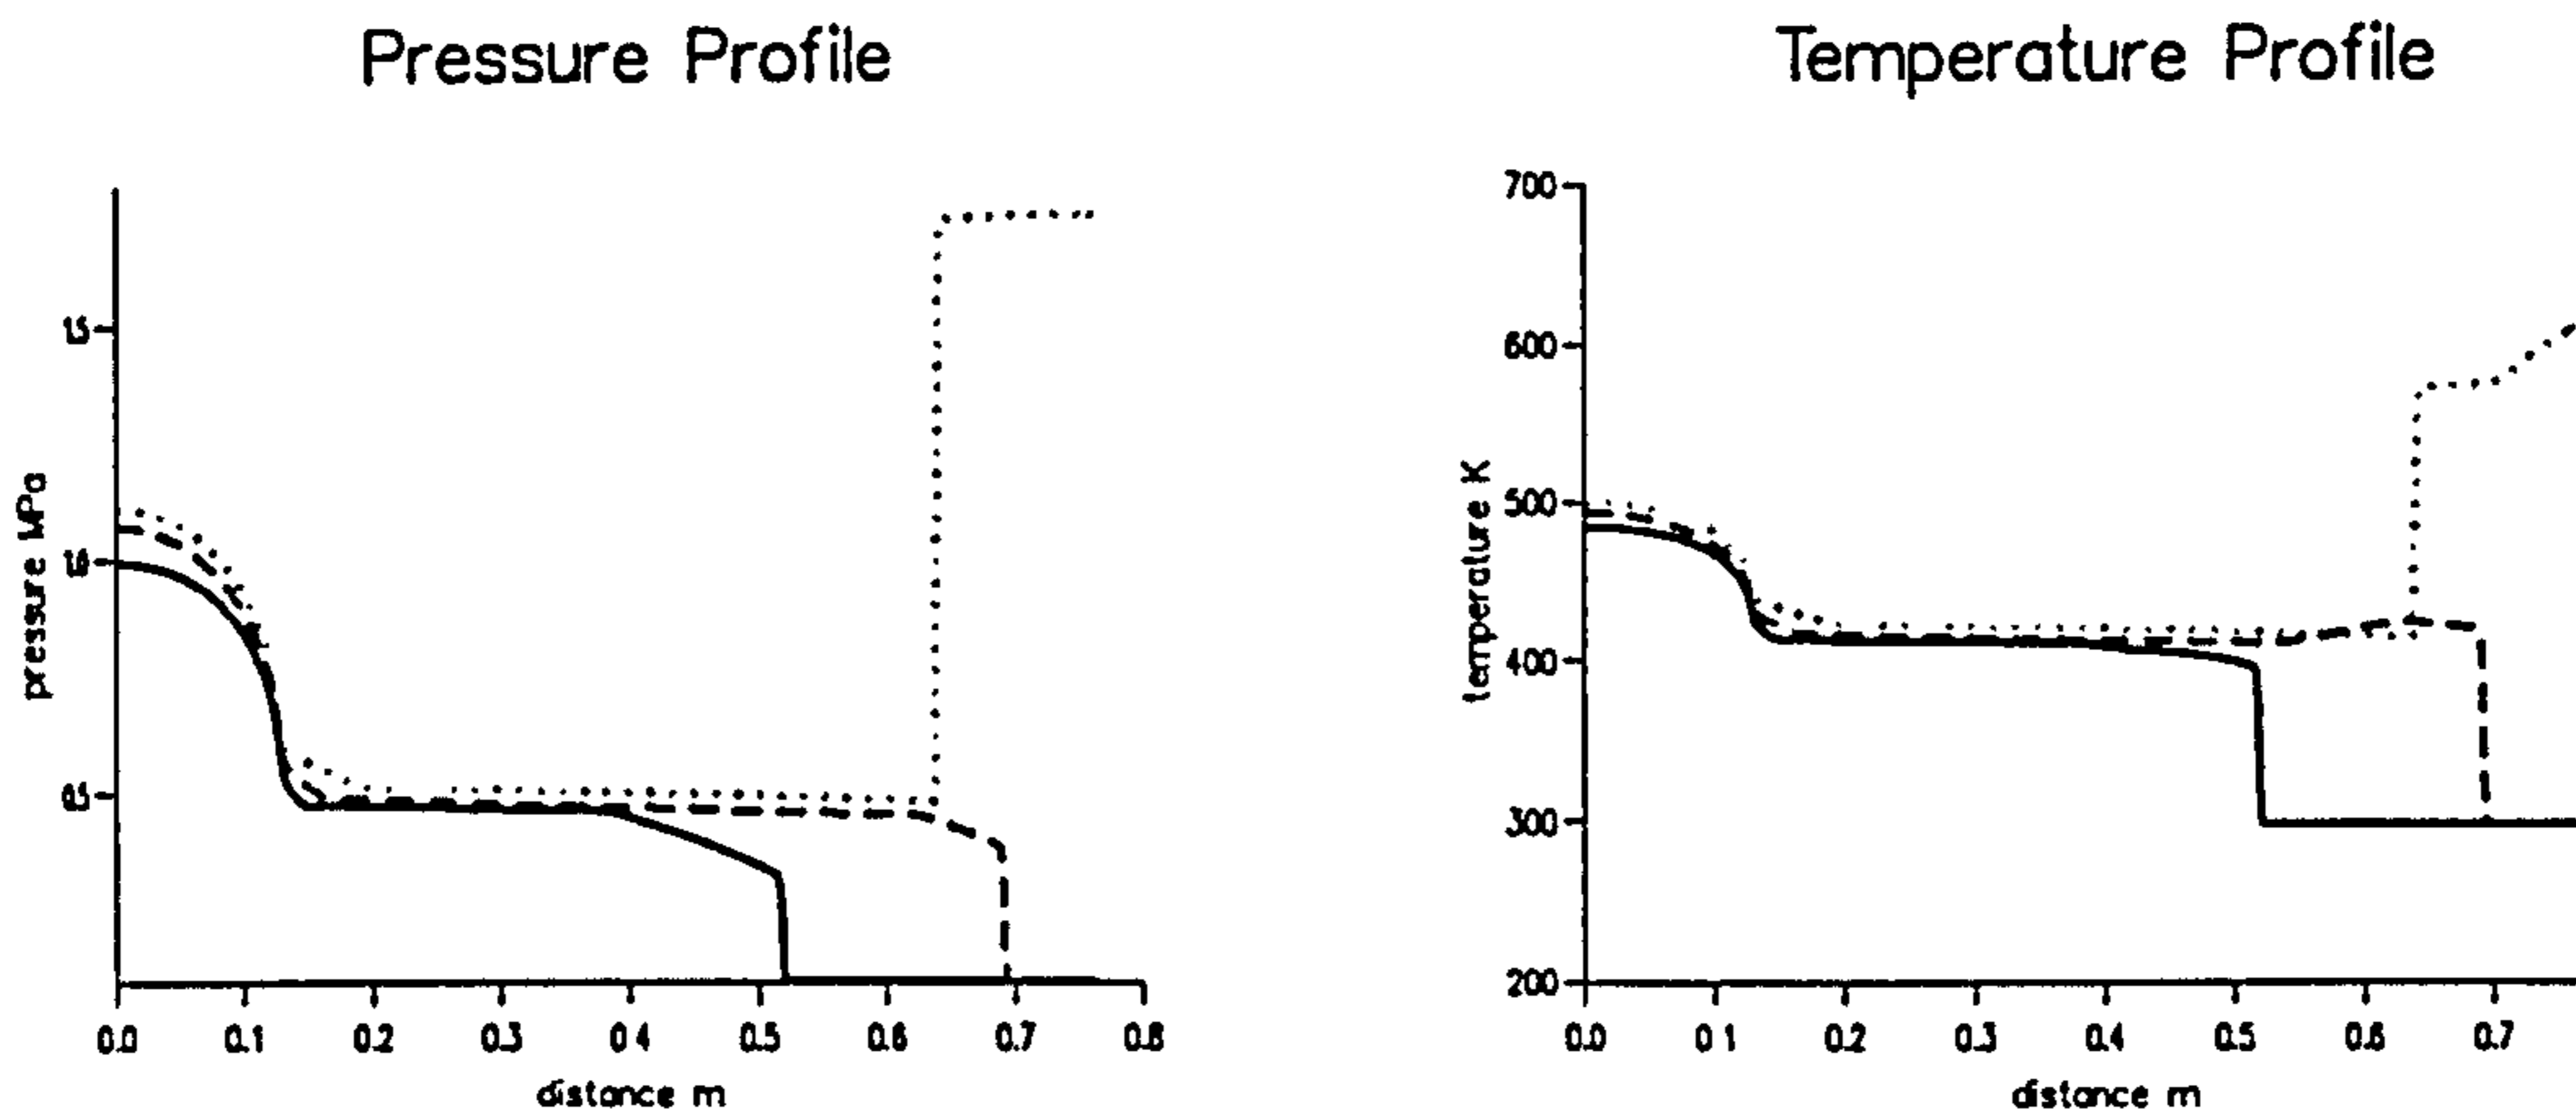 Pressure Profile
1.5
1.0
0.5
pressure MPa
0.0 0.1 0.2 0.3 0.4 0.5 0.6 0.7 0.8
distance m
Temperature Profile
700
600
500
400
300
200
temperature K
0.0 0.1 0.2 0.3 0.4 0.5 0.6 0.7
distance m